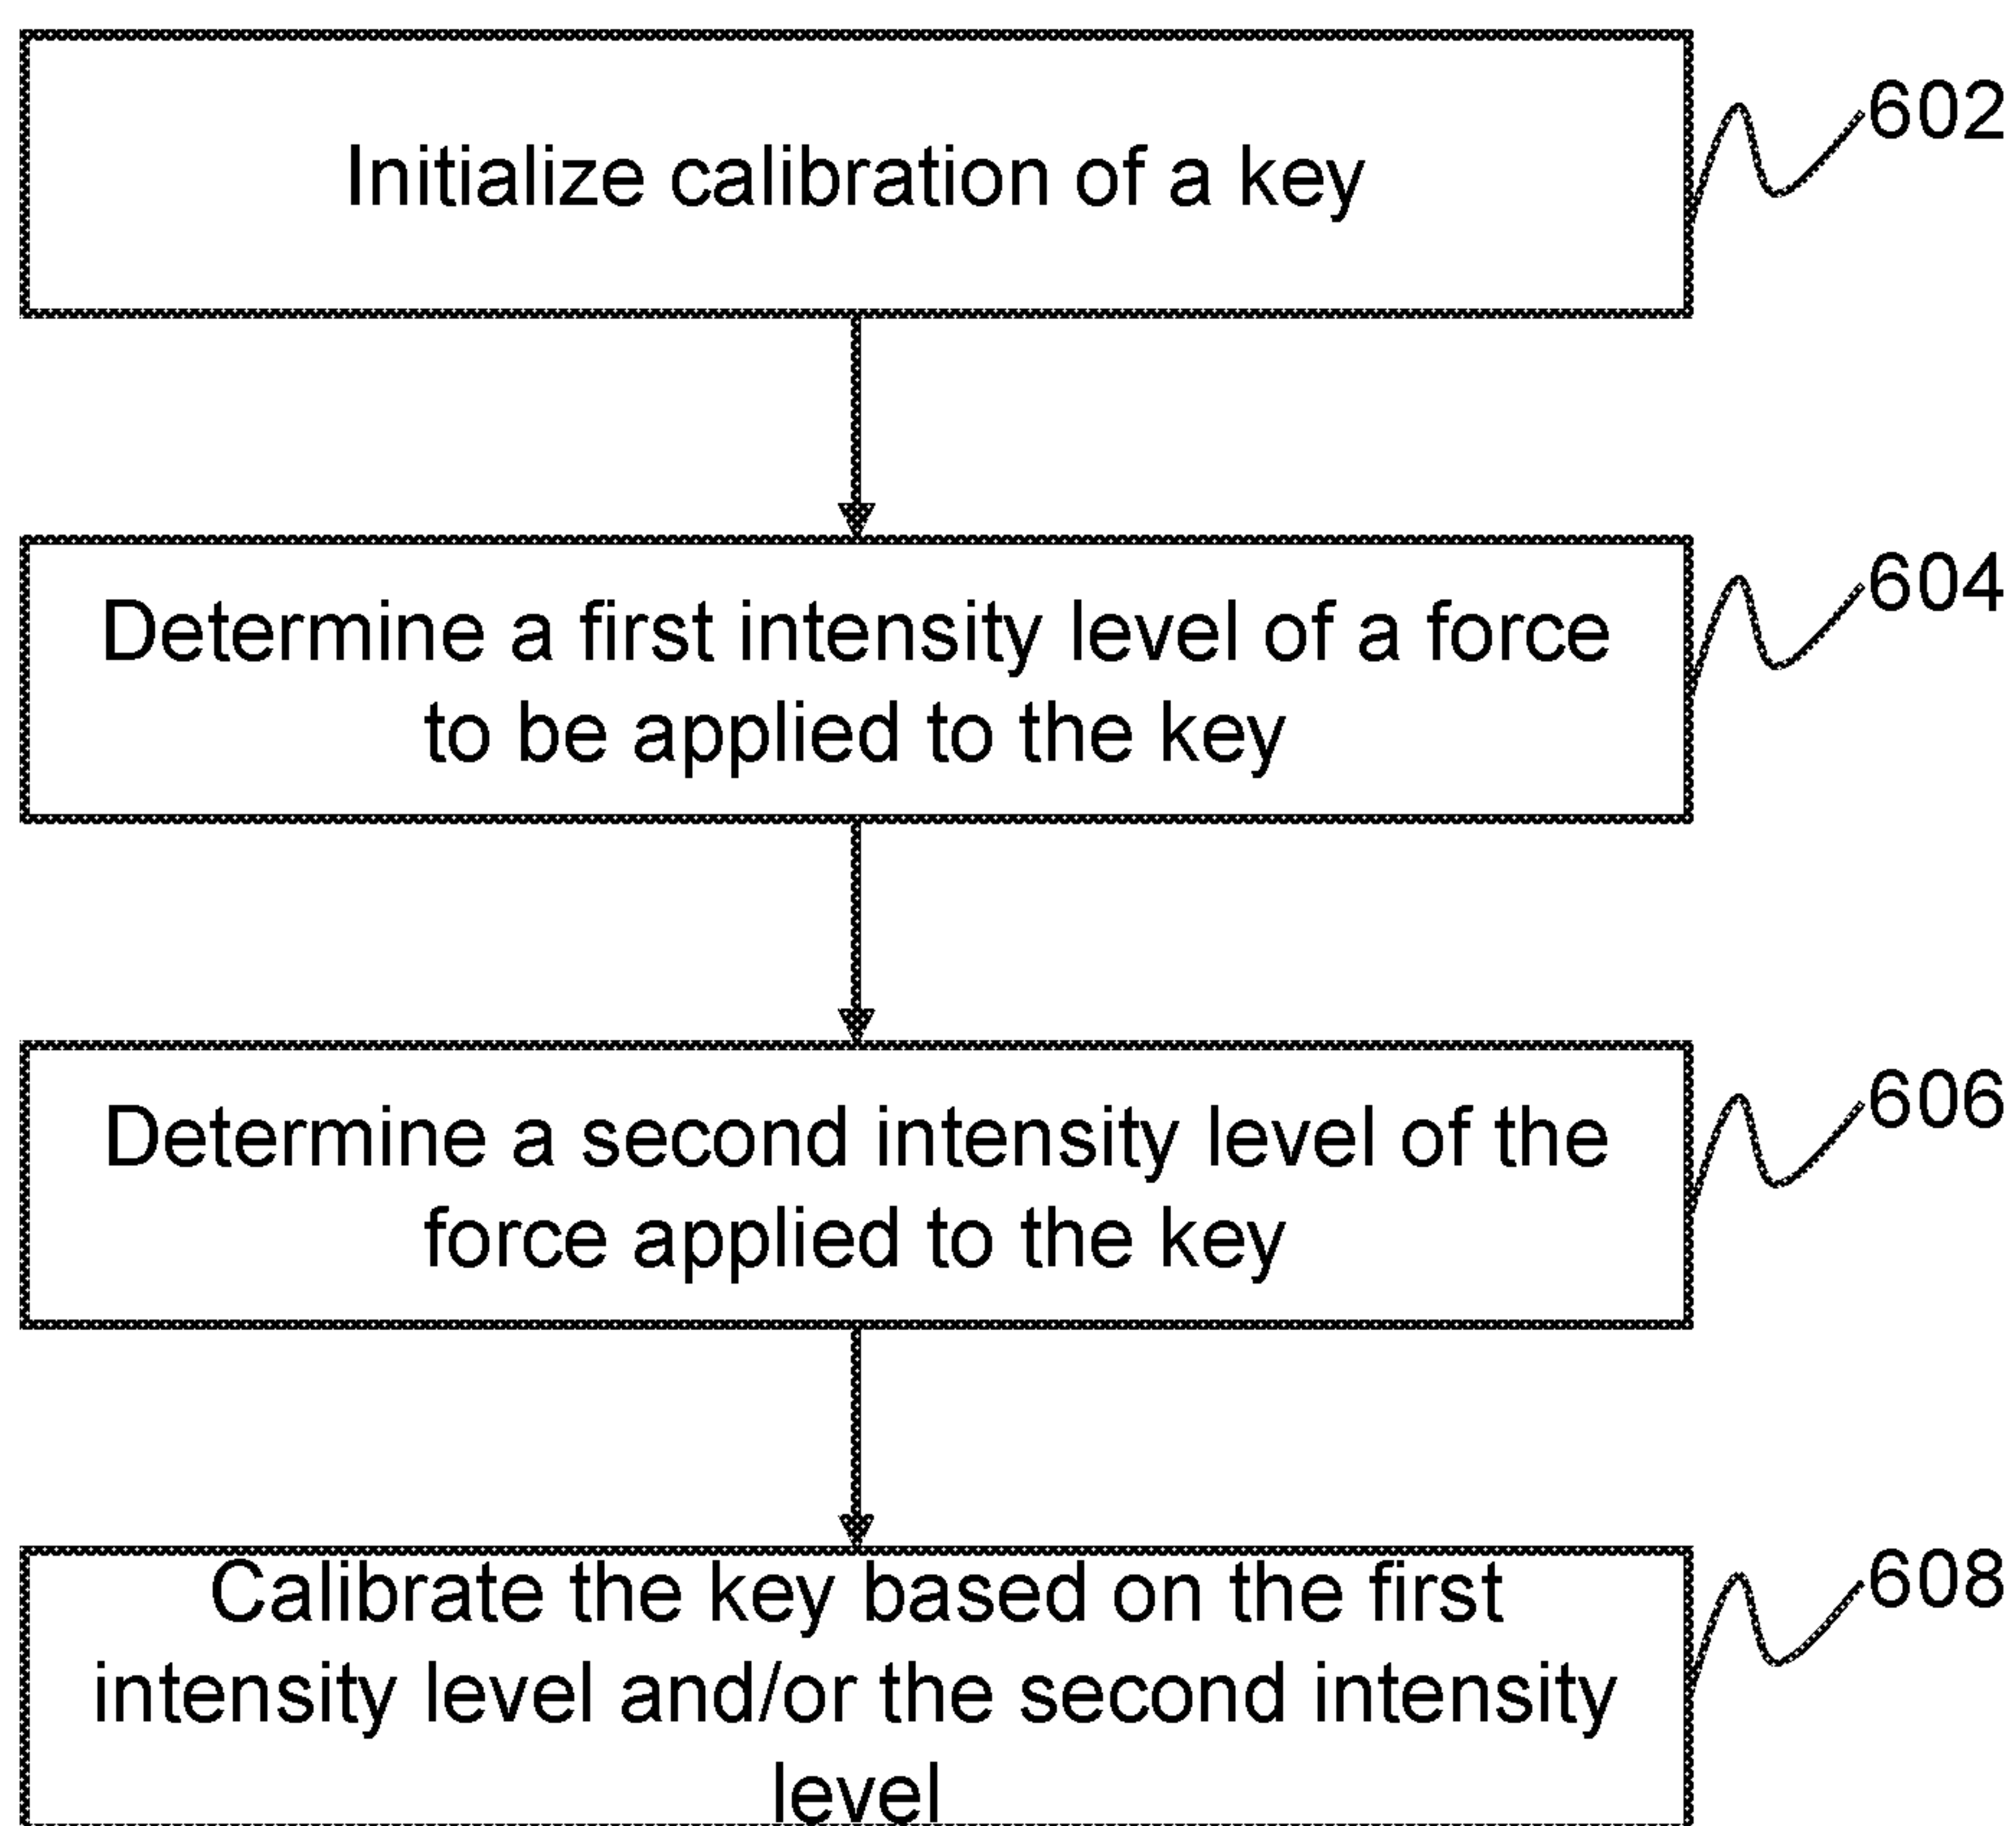 Initialize calibration of a key
602
Determine a first intensity level of a force
to be applied to the key
604
Determine a second intensity level of the
force applied to the key
606
Calibrate the key based on the first
intensity level and/or the second intensity
level
608